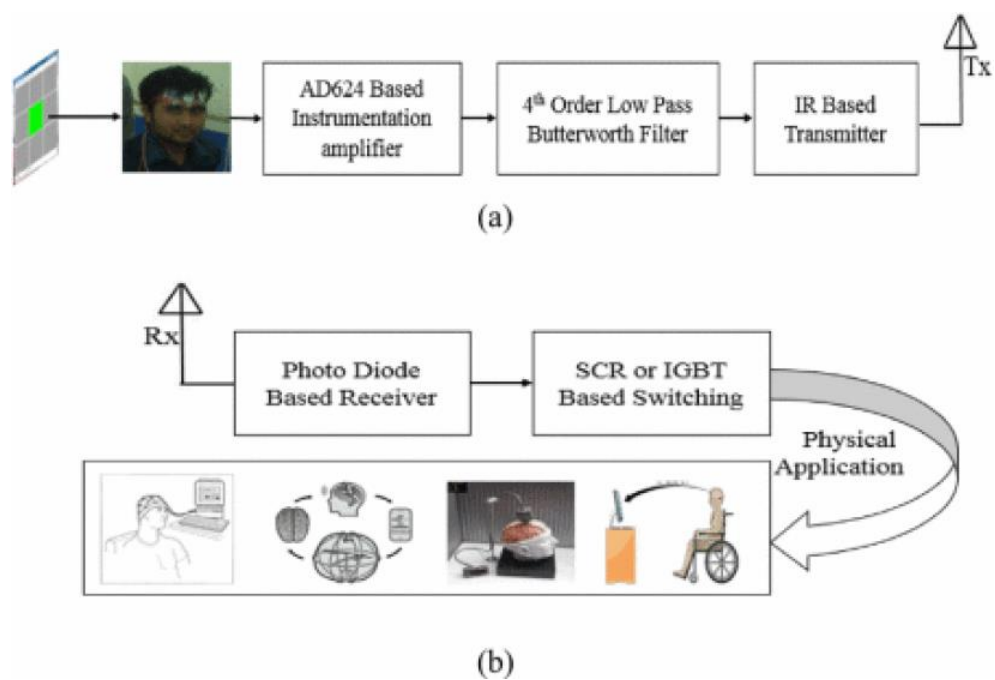 Tx
AD624 Based
Instrumentation
amplifier
4th Order Low Pass
Butterworth Filter
IR Based
Transmitter
(a)
Rx
Photo Diode
Based Receiver
SCR or IGBT
Based Switching
Physical
Application
(b)